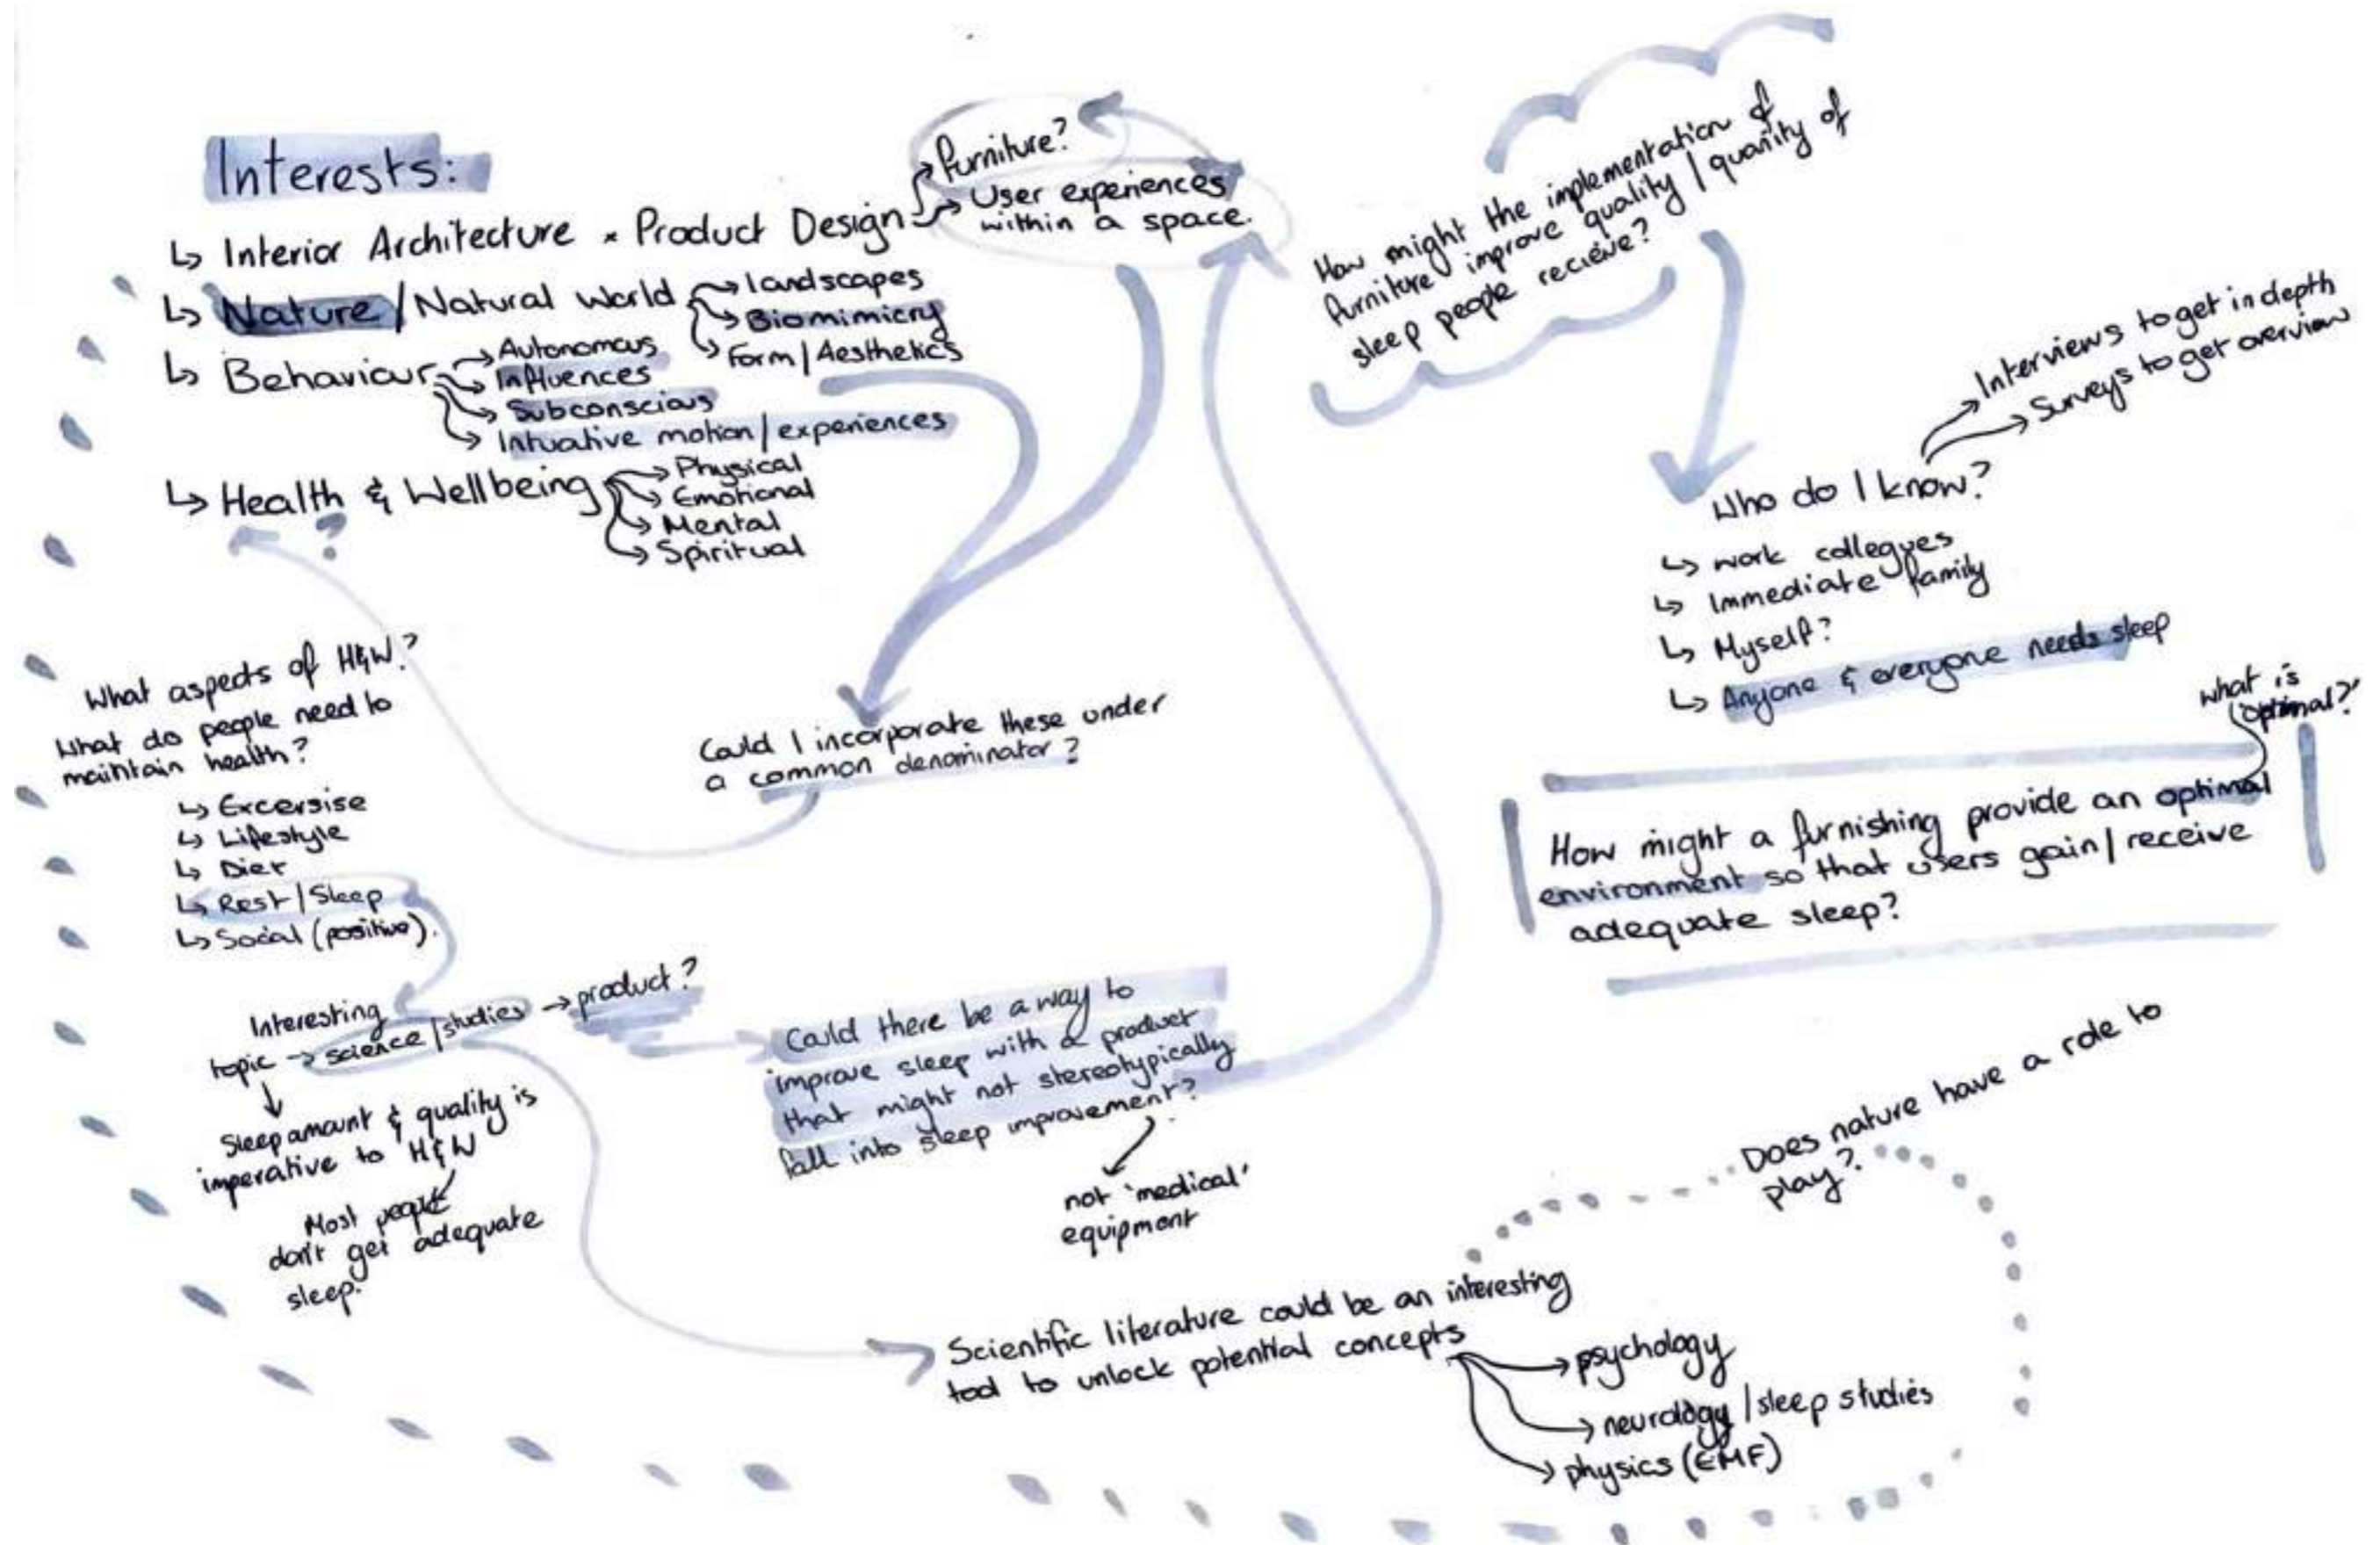 Interests:
↳ Interior Architecture × Product Design
→ Furniture?
→ User experiences
within a space.
↳ Nature / Natural World
→ landscapes
→ Biomimicry
→ Form / Aesthetics
↳ Behaviour
→ Autonomous
→ Influences
→ Subconscious
→ Intuative motion / experiences
↳ Health & Wellbeing
→ Physical
→ Emotional
→ Mental
→ Spiritual
?
What aspects of H&W?
What do people need to
maintain health?
↳ Excersise
↳ Lifestyle
↳ Diet
↳ Rest / Sleep
↳ Social (positive).
Interesting
topic → science / studies → product?
Sleep amount & quality is
imperative to H&W
Most people
don't get adequate
sleep.
Could I incorporate these under
a common denominator?
Could there be a way to
improve sleep with a product
that might not stereotypically
fall into sleep improvement?
not 'medical'
equipment
Scientific literature could be an interesting
tool to unlock potential concepts
→ psychology
→ neurology / sleep studies
→ physics (EMF)
Does nature have a role to
play?
How might the implementation of
furniture improve quality / quanity of
sleep people recieve?
Who do I know?
→ Interviews to get in depth
→ Surveys to get overview
↳ work collegues
↳ Immediate family
↳ Myself?
↳ Anyone & everyone needs sleep
what is
'optimal?'
How might a furnishing provide an optimal
environment so that users gain / receive
adequate sleep?